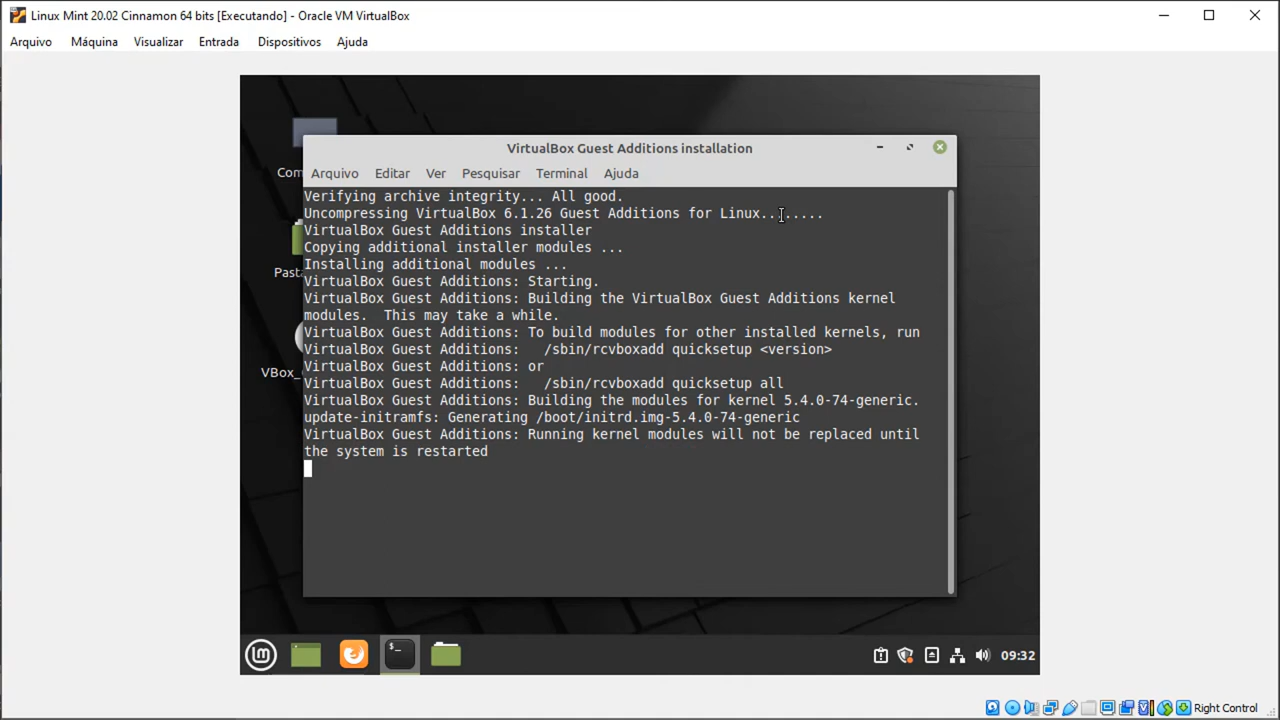 Linux Mint 20.02 Cinnamon 64 bits [Executando] - Oracle VM VirtualBox
Arquivo Máquina Visualizar Entrada Dispositivos Ajuda
VirtualBox Guest Additions installation
Arquivo Editar Ver Pesquisar Terminal Ajuda
Com
Pasta
VBox_
Verifying archive integrity... All good.
Uncompressing VirtualBox 6.1.26 Guest Additions for Linux........
VirtualBox Guest Additions installer
Copying additional installer modules ...
Installing additional modules ...
VirtualBox Guest Additions: Starting.
VirtualBox Guest Additions: Building the VirtualBox Guest Additions kernel
modules.  This may take a while.
VirtualBox Guest Additions: To build modules for other installed kernels, run
VirtualBox Guest Additions:   /sbin/rcvboxadd quicksetup <version>
VirtualBox Guest Additions: or
VirtualBox Guest Additions:   /sbin/rcvboxadd quicksetup all
VirtualBox Guest Additions: Building the modules for kernel 5.4.0-74-generic.
update-initramfs: Generating /boot/initrd.img-5.4.0-74-generic
VirtualBox Guest Additions: Running kernel modules will not be replaced until
the system is restarted
09:32
Right Control